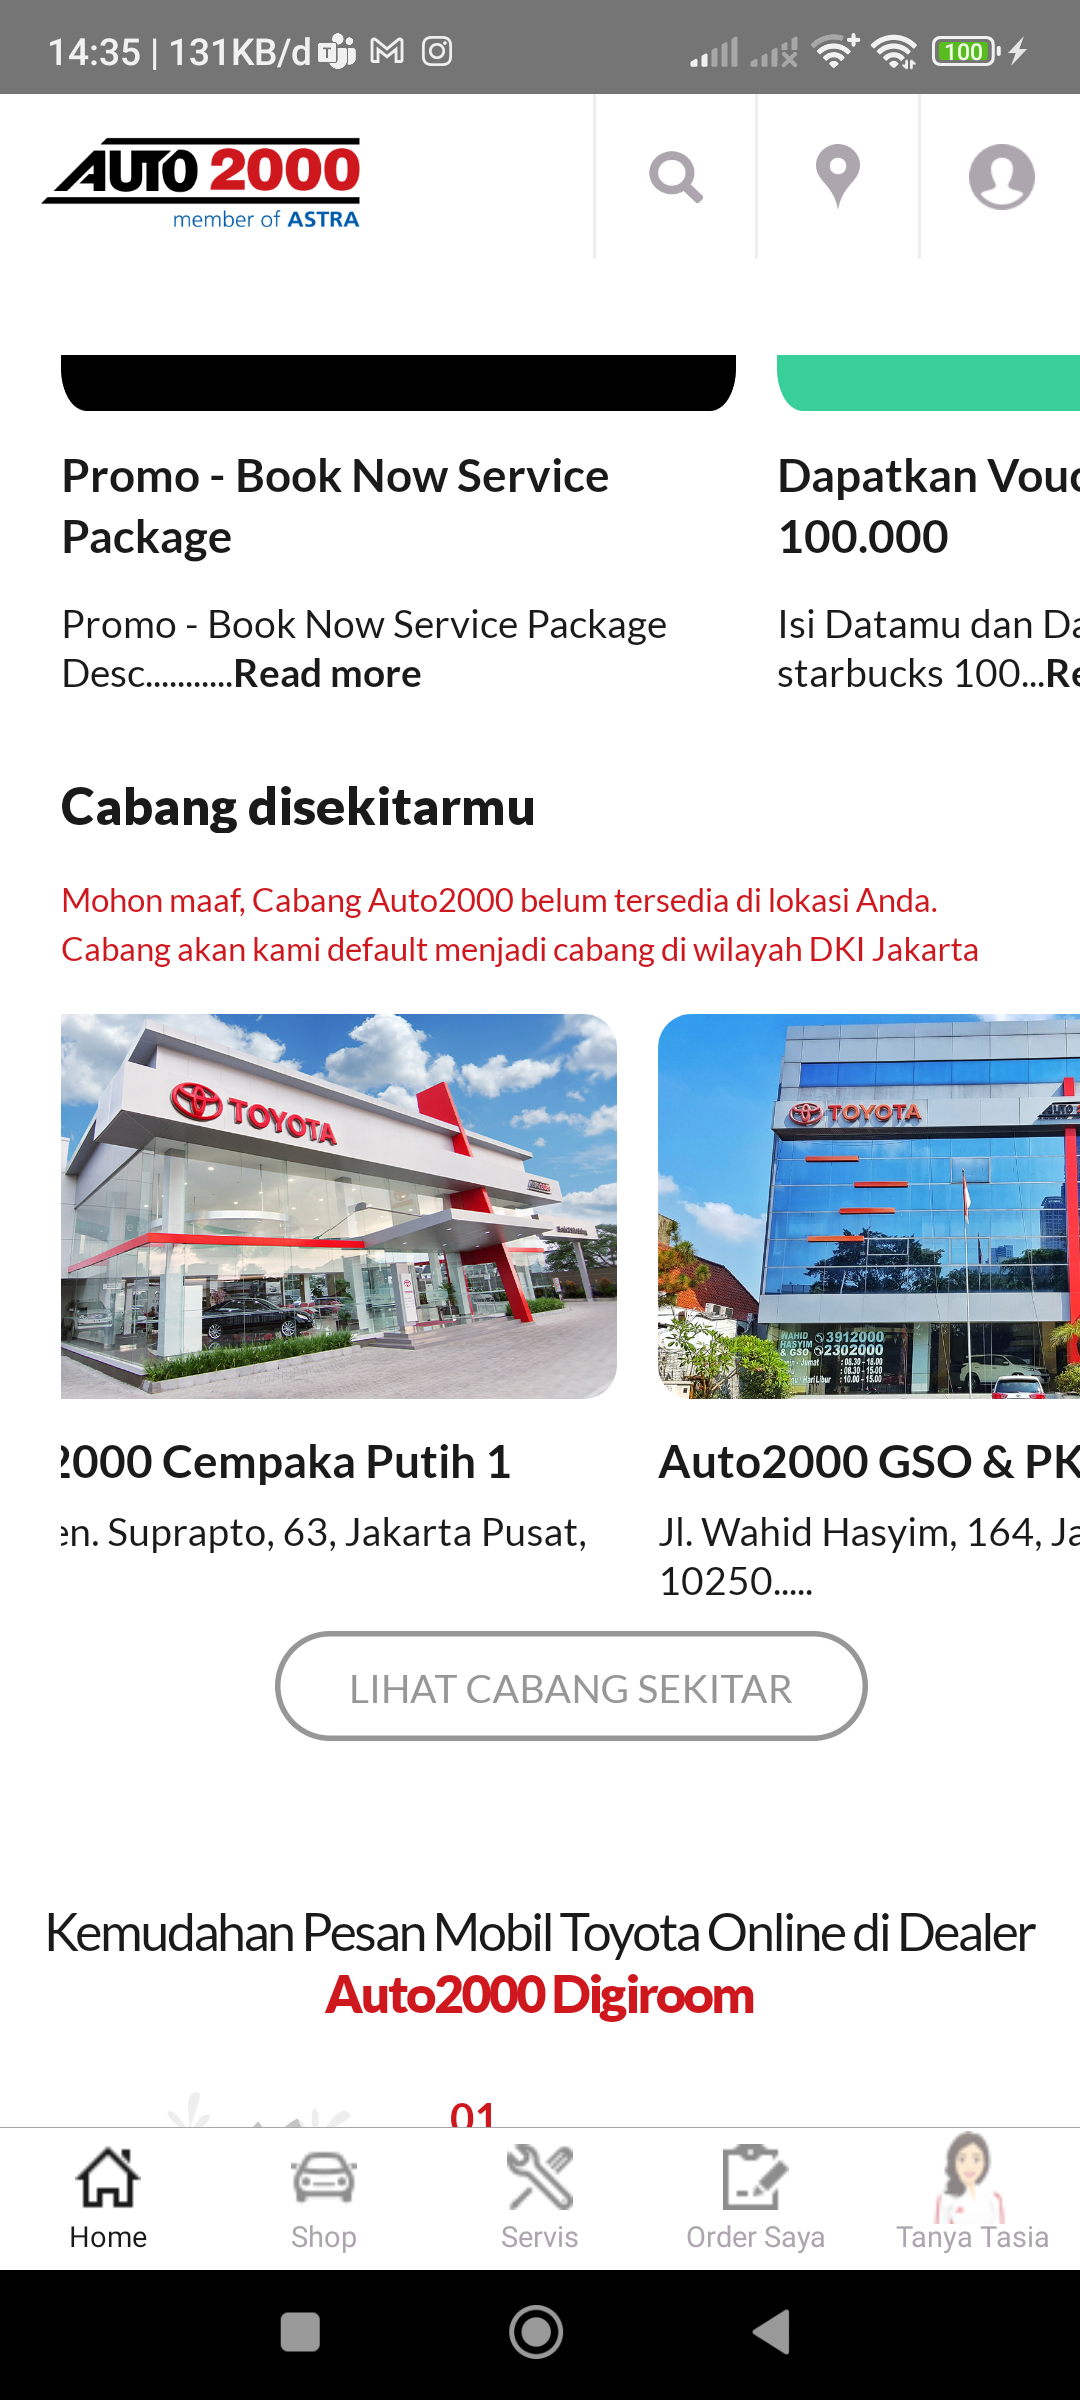 14:35 | 131KB/d
100
AUTO 2000
member of ASTRA
Promo - Book Now Service
Package
Promo - Book Now Service Package
Desc...........Read more
Dapatkan Vouc
100.000
Isi Datamu dan Da
starbucks 100...Re
Cabang disekitarmu
Mohon maaf, Cabang Auto2000 belum tersedia di lokasi Anda.
Cabang akan kami default menjadi cabang di wilayah DKI Jakarta
TOYOTA
TOYOTA
WAHID
HASYIM
& GSO
3912000
2302000
2000 Cempaka Putih 1
en. Suprapto, 63, Jakarta Pusat,
Auto2000 GSO & PK
Jl. Wahid Hasyim, 164, Ja
10250.....
LIHAT CABANG SEKITAR
Kemudahan Pesan Mobil Toyota Online di Dealer
Auto2000 Digiroom
01
Home
Shop
Servis
Order Saya
Tanya Tasia